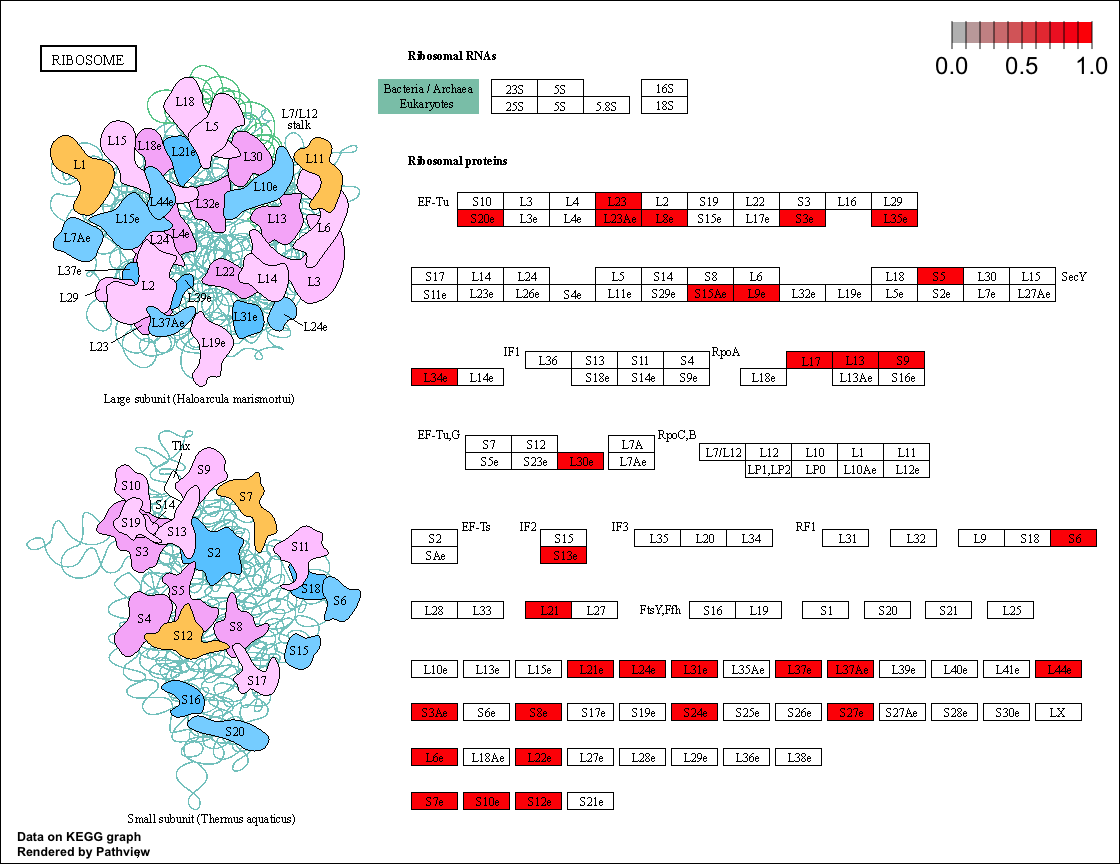 RIBOSOME
Ribosomal RNAs
0.0 0.5 1.0
Bacteria / Archaea 23S 5S 16S
Eukaryotes 25S 5S 5.8S 18S
Ribosomal proteins
EF-Tu S10 L3 L4 L23 L2 S19 L22 S3 L16 L29
S20e L3e L4e L23Ae L8e S15e L17e S3e L35e
S17 L14 L24 L5 S14 S8 L6 L18 S5 L30 L15 SecY
S11e L23e L26e S4e L11e S29e S15Ae L9e L32e L19e L5e S2e L7e L27Ae
IF1 L36 S13 S11 S4 RpoA L17 L13 S9
L34e L14e S18e S14e S9e L18e L13Ae S16e
EF-Tu,G S7 S12 L7A RpoC,B L7/L12 L12 L10 L1 L11
S5e S23e L30e L7Ae LP1,LP2 LP0 L10Ae L12e
S2 EF-Ts IF2 S15 IF3 L35 L20 L34 RF1 L31 L32 L9 S18 S6
SAe S13e
L28 L33 L21 L27 FtsY,Ffh S16 L19 S1 S20 S21 L25
L10e L13e L15e L21e L24e L31e L35Ae L37e L37Ae L39e L40e L41e L44e
S3Ae S6e S8e S17e S19e S24e S25e S26e S27e S27Ae S28e S30e LX
L6e L18Ae L22e L27e L28e L29e L36e L38e
S7e S10e S12e S21e
L18
L7/L12
stalk
L5
L15 L18e L21e L30 L11
L1
L10e
L44e L32e
L15e L13
L6
L7Ae L24 L4e
L37e L22 L14 L3
L2
L29 L39e
L37Ae L31e L24e
L23 L19e
Large subunit (Haloarcula marismortui)
Thx
S9
S10 S7
S14
S19 S13
S3 S2 S11
S5 S18
S6
S4 S12 S8
S15
S17
S16
S20
Small subunit (Thermus aquaticus)
Data on KEGG graph
Rendered by Pathview